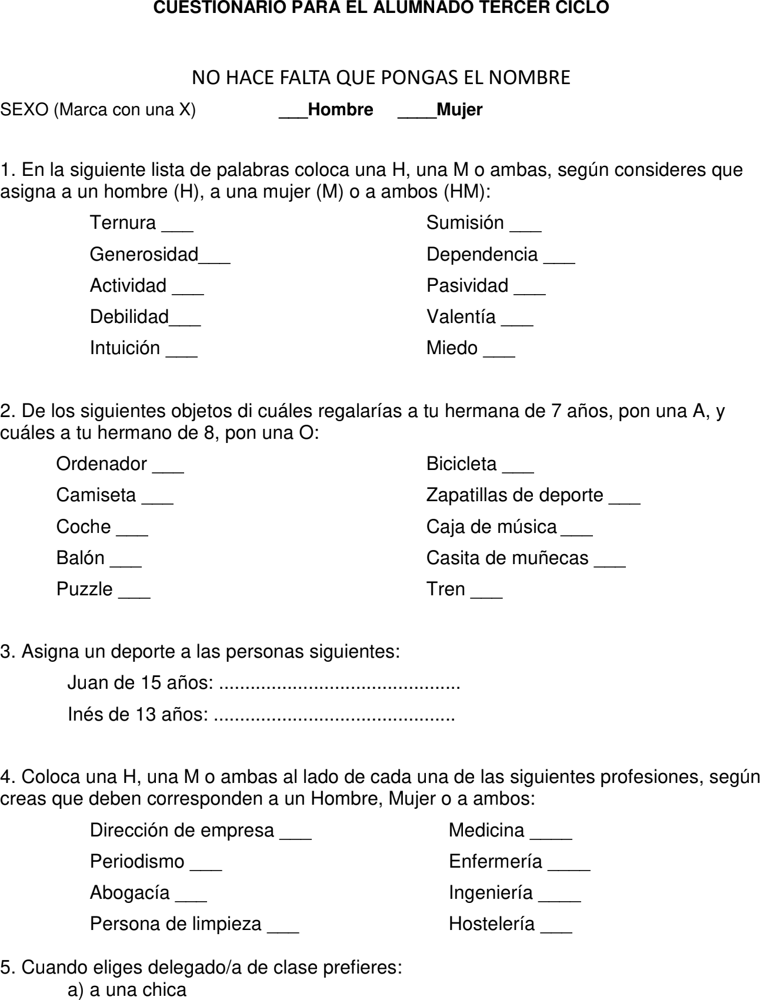 CUESTIONARIO PARA EL ALUMNADO TERCER CICLO
NO HACE FALTA QUE PONGAS EL NOMBRE
SEXO (Marca con una X) ___Hombre ____Mujer
1. En la siguiente lista de palabras coloca una H, una M o ambas, según consideres que
asigna a un hombre (H), a una mujer (M) o a ambos (HM):
Ternura ___ Sumisión ___
Generosidad___ Dependencia ___
Actividad ___ Pasividad ___
Debilidad___ Valentía ___
Intuición ___ Miedo ___
2. De los siguientes objetos di cuáles regalarías a tu hermana de 7 años, pon una A, y
cuáles a tu hermano de 8, pon una O:
Ordenador ___ Bicicleta ___
Camiseta ___ Zapatillas de deporte ___
Coche ___ Caja de música ___
Balón ___ Casita de muñecas ___
Puzzle ___ Tren ___
3. Asigna un deporte a las personas siguientes:
Juan de 15 años: ..............................................
Inés de 13 años: ..............................................
4. Coloca una H, una M o ambas al lado de cada una de las siguientes profesiones, según
creas que deben corresponden a un Hombre, Mujer o a ambos:
Dirección de empresa ___ Medicina ____
Periodismo ___ Enfermería ____
Abogacía ___ Ingeniería ____
Persona de limpieza ___ Hostelería ___
5. Cuando eliges delegado/a de clase prefieres:
a) a una chica